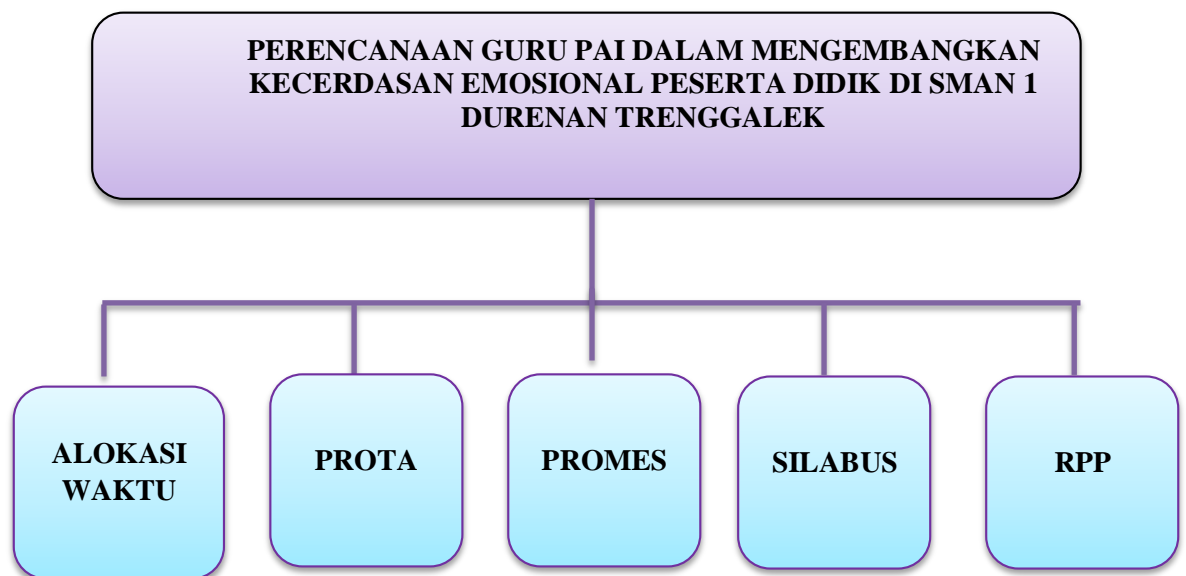 PERENCANAAN GURU PAI DALAM MENGEMBANGKAN
KECERDASAN EMOSIONAL PESERTA DIDIK DI SMAN 1
DURENAN TRENGGALEK
ALOKASI
WAKTU
PROTA
PROMES
SILABUS
RPP